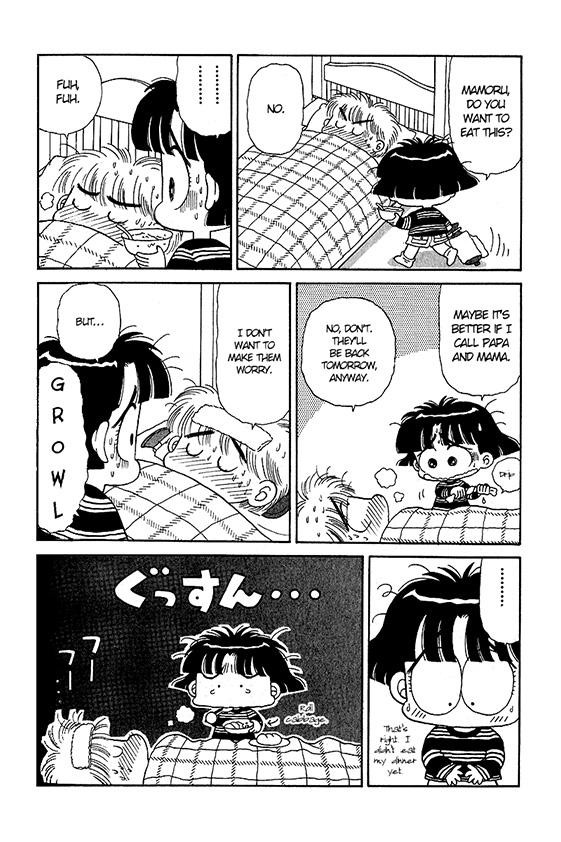 MAMORU,
DO YOU
WANT TO
EAT THIS?
NO.
........
FUH,
FUH.
MAYBE IT'S
BETTER IF I
CALL PAPA
AND MAMA.
NO, DON'T.
THEY'LL
BE BACK
TOMORROW,
ANYWAY.
Drip
I DON'T
WANT TO
MAKE THEM
WORRY.
BUT...
GROWL
........
That's
right. I
didn't eat
my dinner
yet.
ぐっすん・・・
Roll
cabbage.